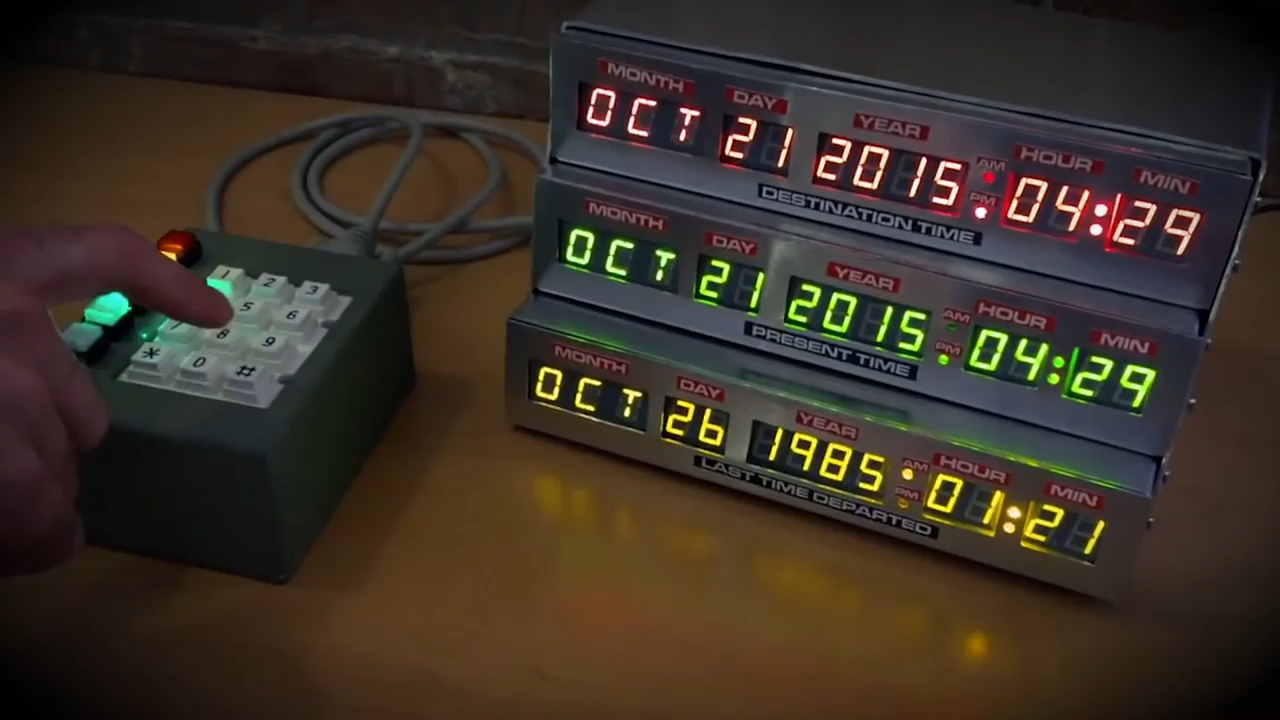 MONTH DAY YEAR HOUR MIN
OCT 21 2015 AM PM 04:29
DESTINATION TIME
MONTH DAY YEAR HOUR MIN
OCT 21 2015 AM PM 04:29
PRESENT TIME
MONTH DAY YEAR HOUR MIN
OCT 26 1985 AM PM 01:21
LAST TIME DEPARTED
1 2 3
5 6
7 8 9
* 0 #